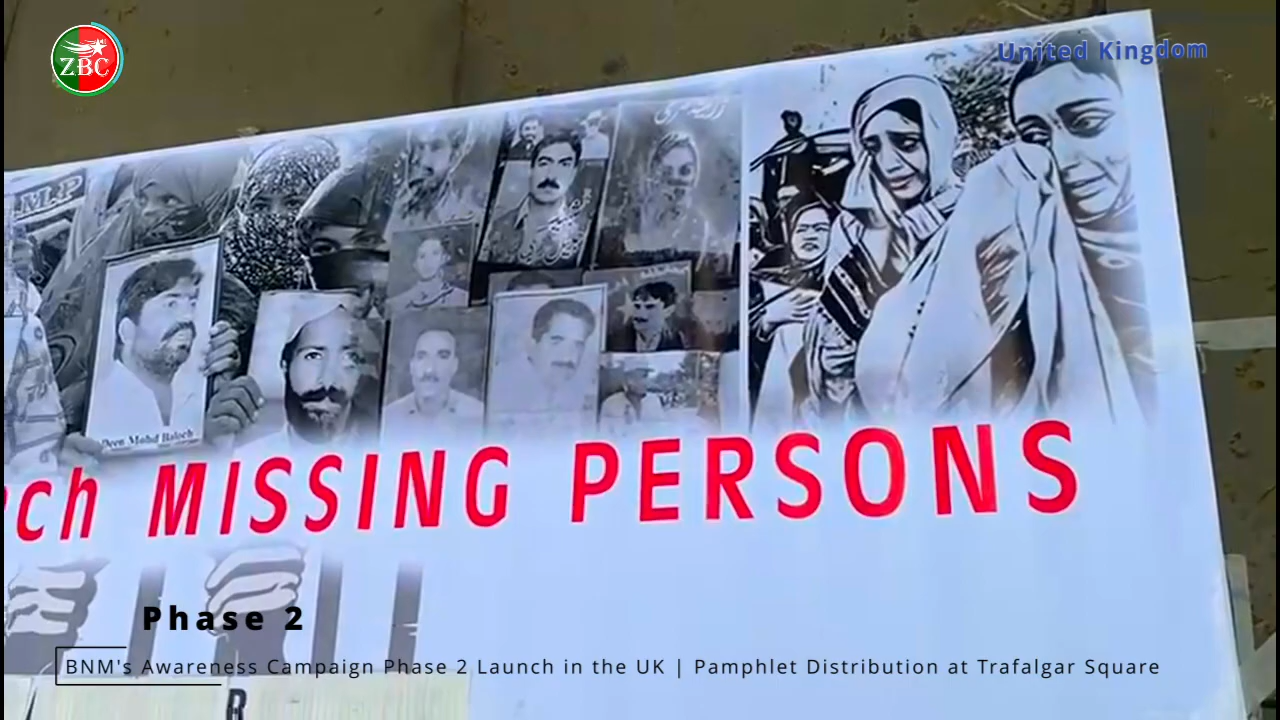 ZBC
United Kingdom
Deen Mohd Baloch
ch MISSING PERSONS
Phase 2
BNM's Awareness Campaign Phase 2 Launch in the UK | Pamphlet Distribution at Trafalgar Square